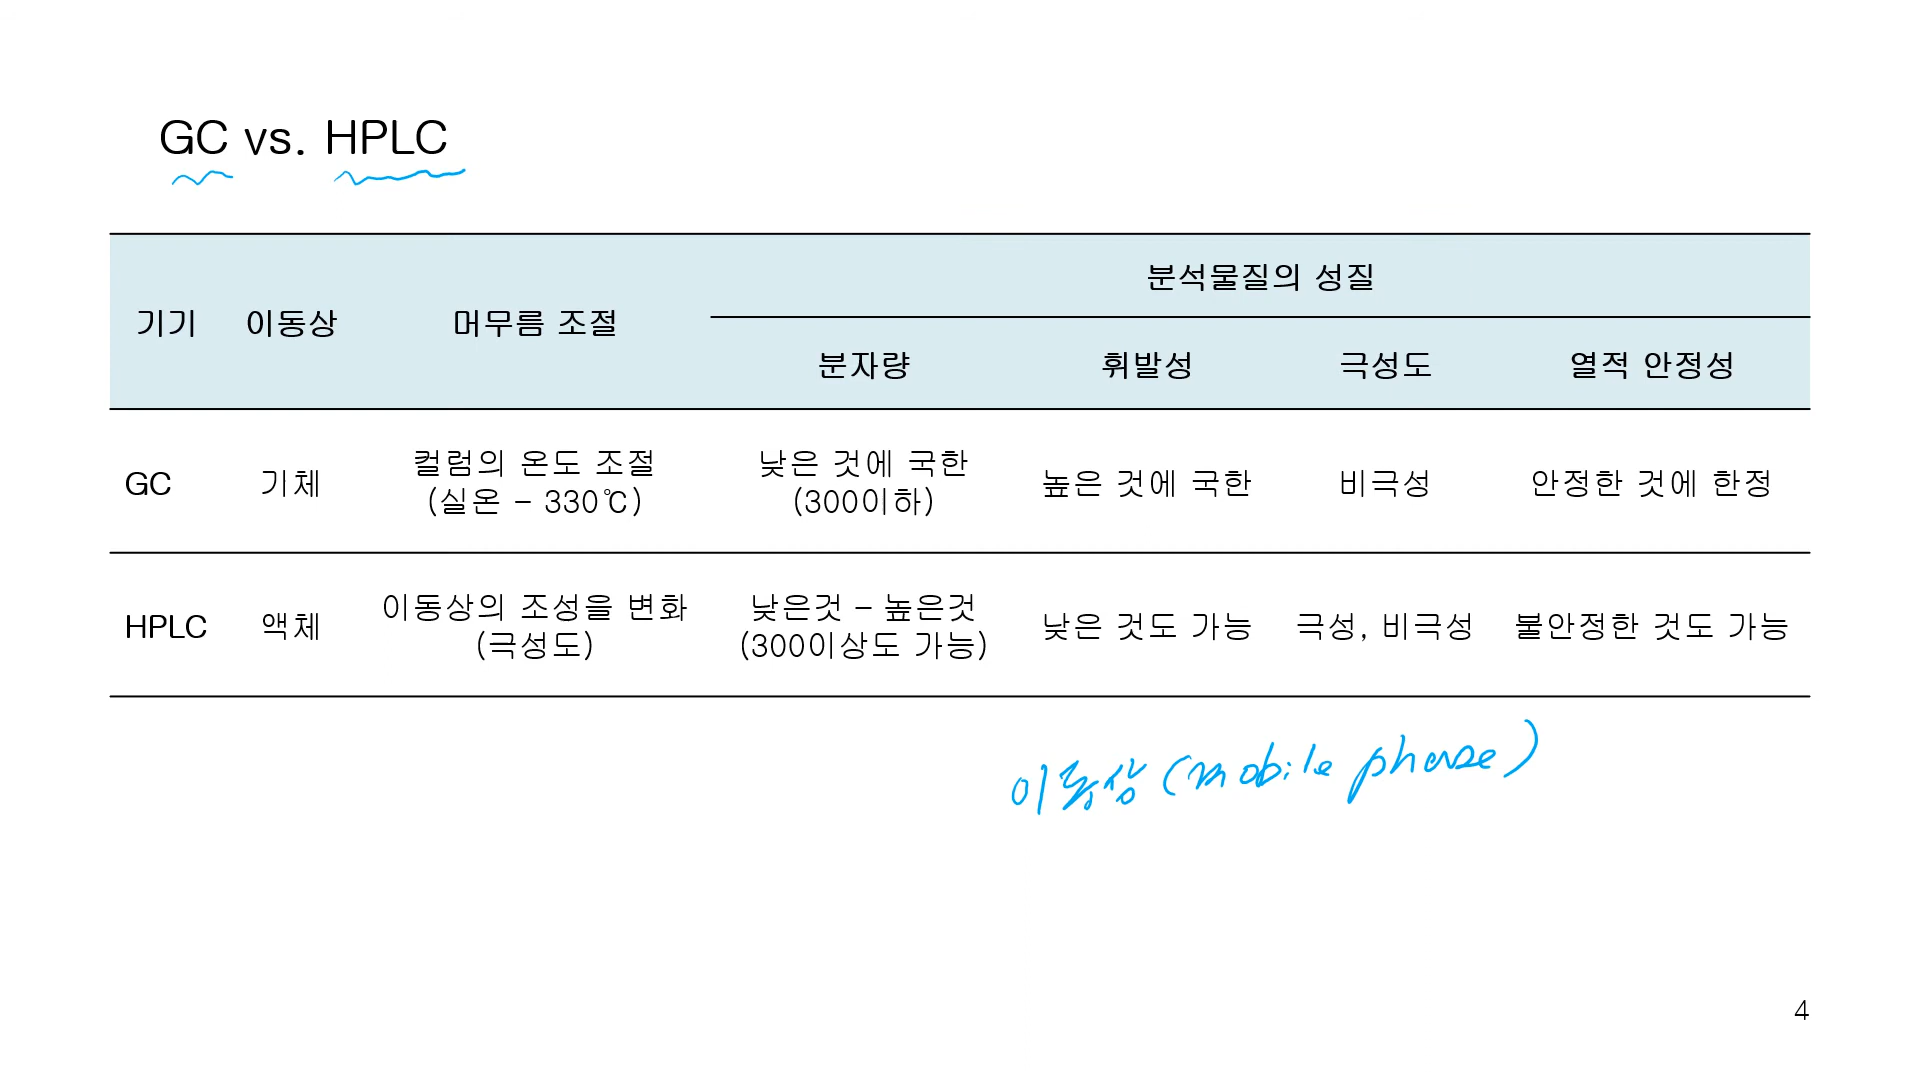 GC vs. HPLC
분석물질의 성질
기기 이동상 머무름 조절
분자량 휘발성 극성도 열적 안정성
컬럼의 온도 조절 낮은 것에 국한
GC 기체 높은 것에 국한 비극성 안정한 것에 한정
(실온 - 330℃) (300이하)
이동상의 조성을 변화 낮은것 - 높은것
HPLC 액체 낮은 것도 가능 극성, 비극성 불안정한 것도 가능
(극성도) (300이상도 가능)
이동상 (mobile phase)
4